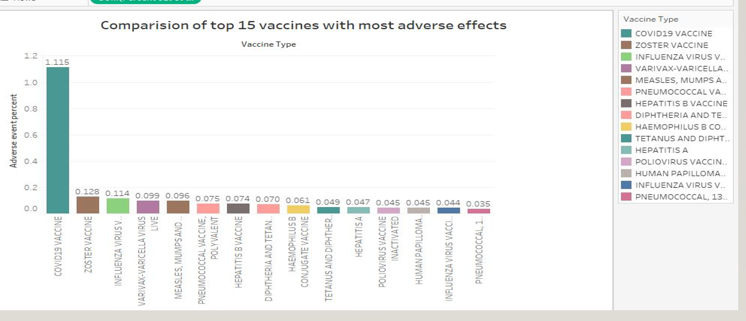 Comparision of top 15 vaccines with most adverse effects
Vaccine Type
Adverse event percent
1.2
1.0
0.8
0.6
0.4
0.2
0.0
1.115
0.128
0.114
0.099
0.096
0.075
0.074
0.070
0.061
0.049
0.047
0.045
0.045
0.044
0.035
COVID19 VACCINE
ZOSTER VACCINE
INFLUENZA VIRUS V..
VARIVAX-VARICELLA VIRUS
LIVE
MEASLES, MUMPS AND..
PNEUMOCOCCAL VACCINE,
POLYVALENT
HEPATITIS B VACCINE
DIPHTHERIA AND TETAN..
HAEMOPHILUS B
CONJUGATE VACCINE
TETANUS AND DIPHTHER..
HEPATITIS A
POLIOVIRUS VACCINE
INACTIVATED
HUMAN PAPILLOMA..
INFLUENZA VIRUS VACCI..
PNEUMOCOCCAL, 1..
Vaccine Type
COVID19 VACCINE
ZOSTER VACCINE
INFLUENZA VIRUS V..
VARIVAX-VARICELLA..
MEASLES, MUMPS A..
PNEUMOCOCCAL VA..
HEPATITIS B VACCINE
DIPHTHERIA AND TE..
HAEMOPHILUS B CO..
TETANUS AND DIPHT..
HEPATITIS A
POLIOVIRUS VACCIN..
HUMAN PAPILLOMA..
INFLUENZA VIRUS V..
PNEUMOCOCCAL, 13..